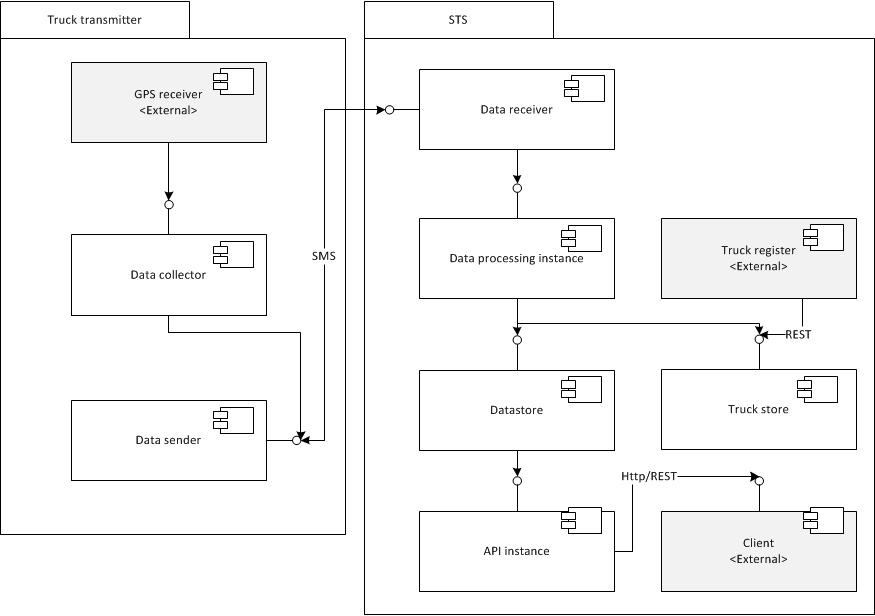 Truck transmitter
GPS receiver
<External>
Data collector
Data sender
SMS
STS
Data receiver
Data processing instance
Truck register
<External>
REST
Datastore
Truck store
Http/REST
API instance
Client
<External>